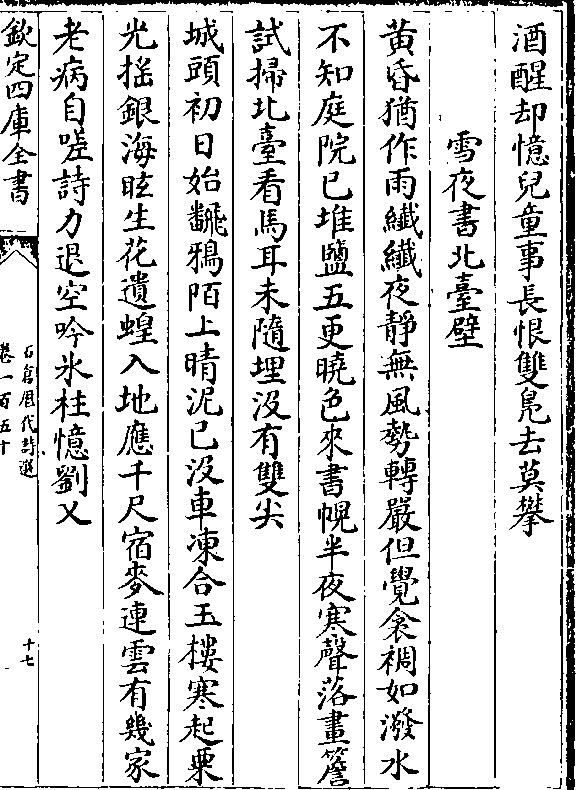 酒醒却憶兒童事長恨雙鳬去莫攀
雪夜書北臺壁
黄昏猶作雨纎纎夜靜無風勢轉嚴但覺衾裯如潑水
不知庭院已堆鹽五更曉色來書幌半夜寒聲落畫簷
試掃北臺看馬耳未隨埋没有雙尖
城頭初日始飜鴉陌上晴泥已没車凍合玉樓寒起粟
光揺銀海眩生花遺蝗入地應千尺宿麥連雲有幾家
老病自嗟詩力退空吟氷柱憶劉叉
欽定四庫全書
石倉歴代詩選
卷一百五十
十七